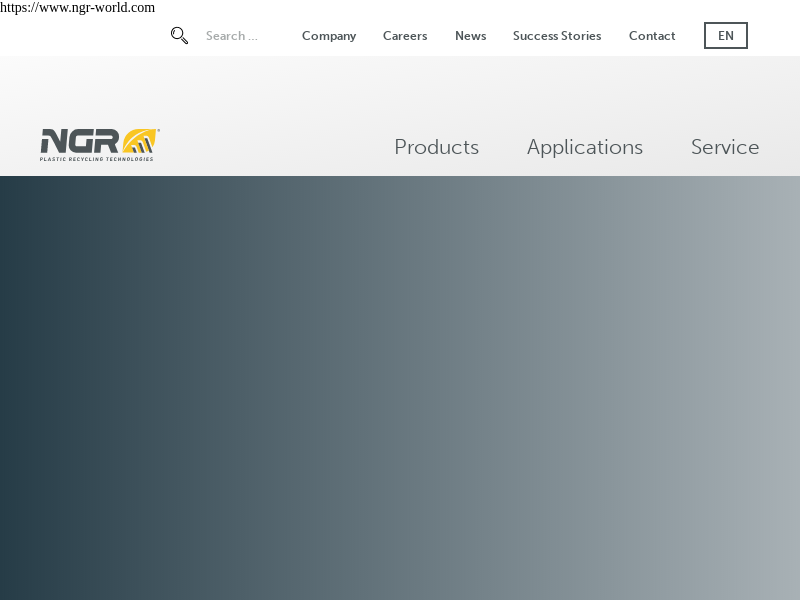 https://www.ngr-world.com
Search ...
Company
Careers
News
Success Stories
Contact
EN
NGR
PLASTIC RECYCLING TECHNOLOGIES
Products
Applications
Service